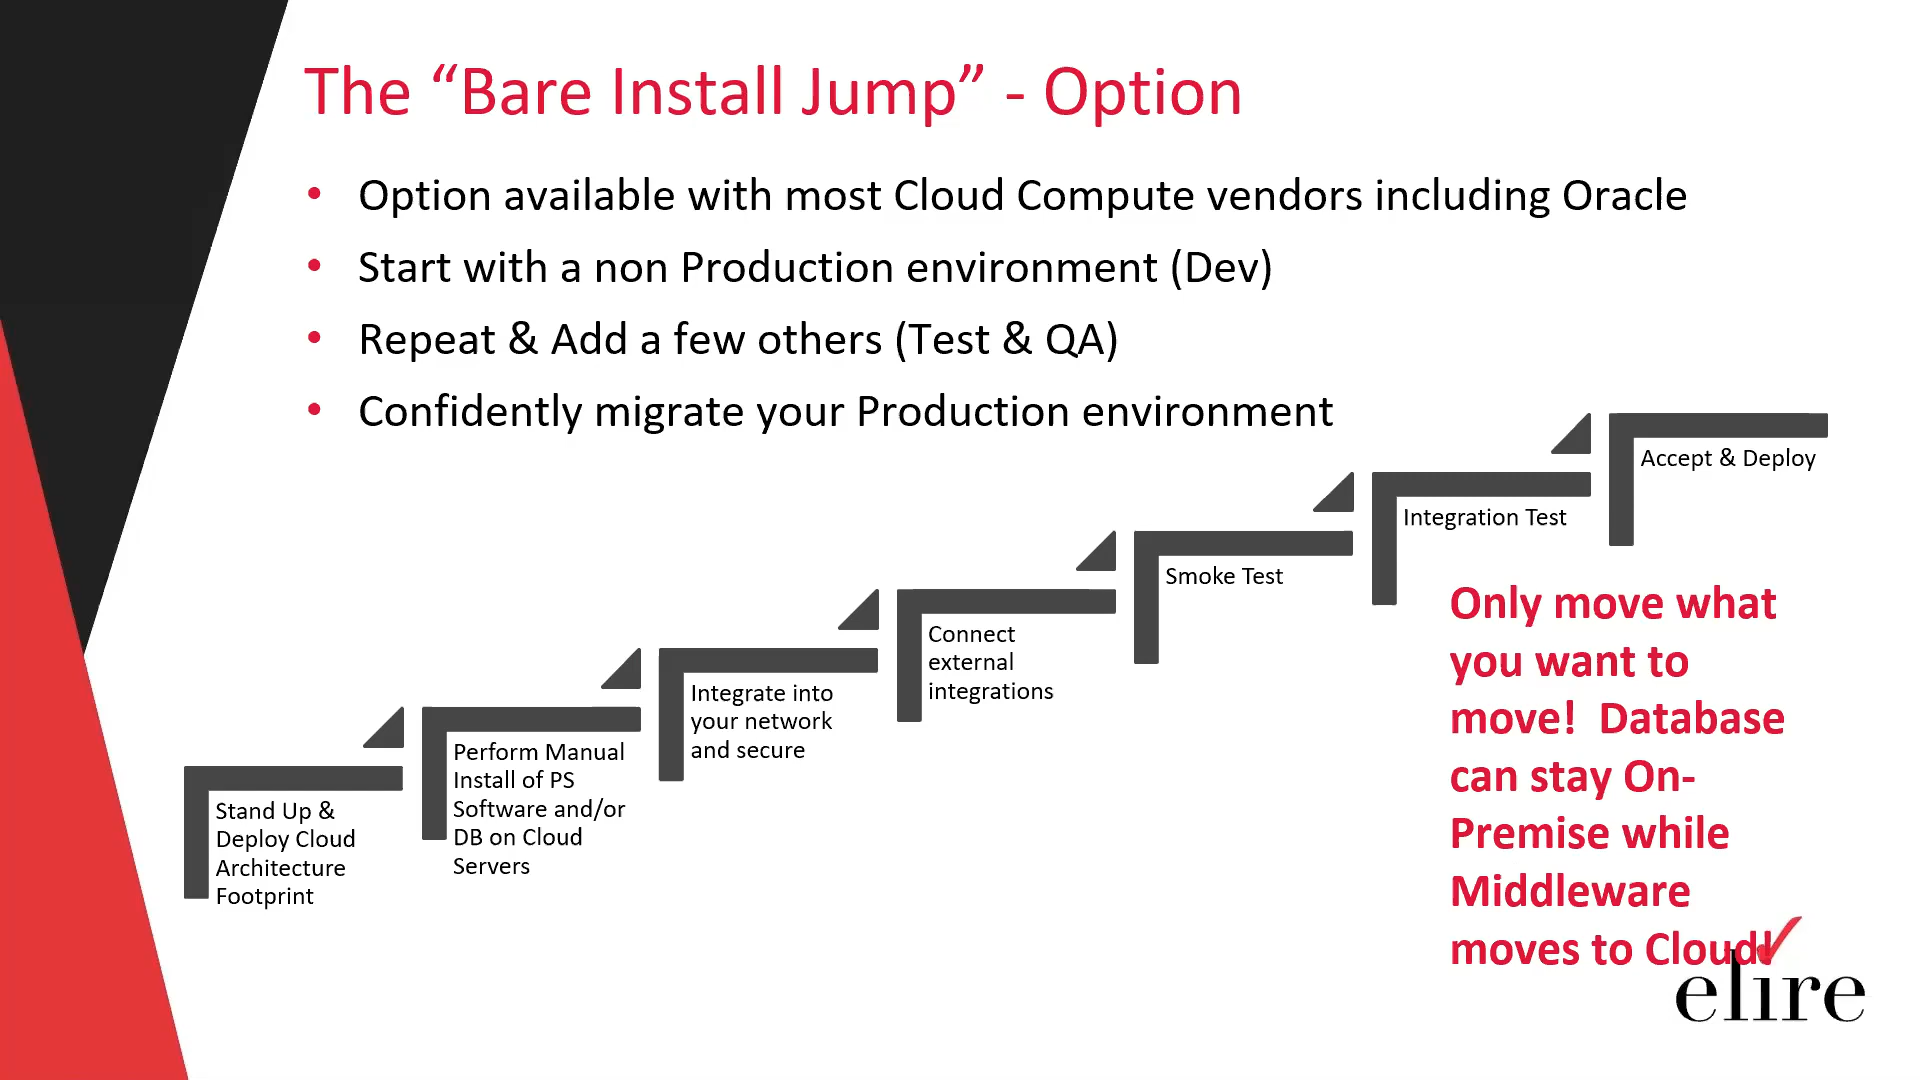 The “Bare Install Jump” - Option
• Option available with most Cloud Compute vendors including Oracle
• Start with a non Production environment (Dev)
• Repeat & Add a few others (Test & QA)
• Confidently migrate your Production environment
Stand Up &
Deploy Cloud
Architecture
Footprint
Perform Manual
Install of PS
Software and/or
DB on Cloud
Servers
Integrate into
your network
and secure
Connect
external
integrations
Smoke Test
Integration Test
Accept & Deploy
Only move what
you want to
move!  Database
can stay On-
Premise while
Middleware
moves to Cloud!
elire